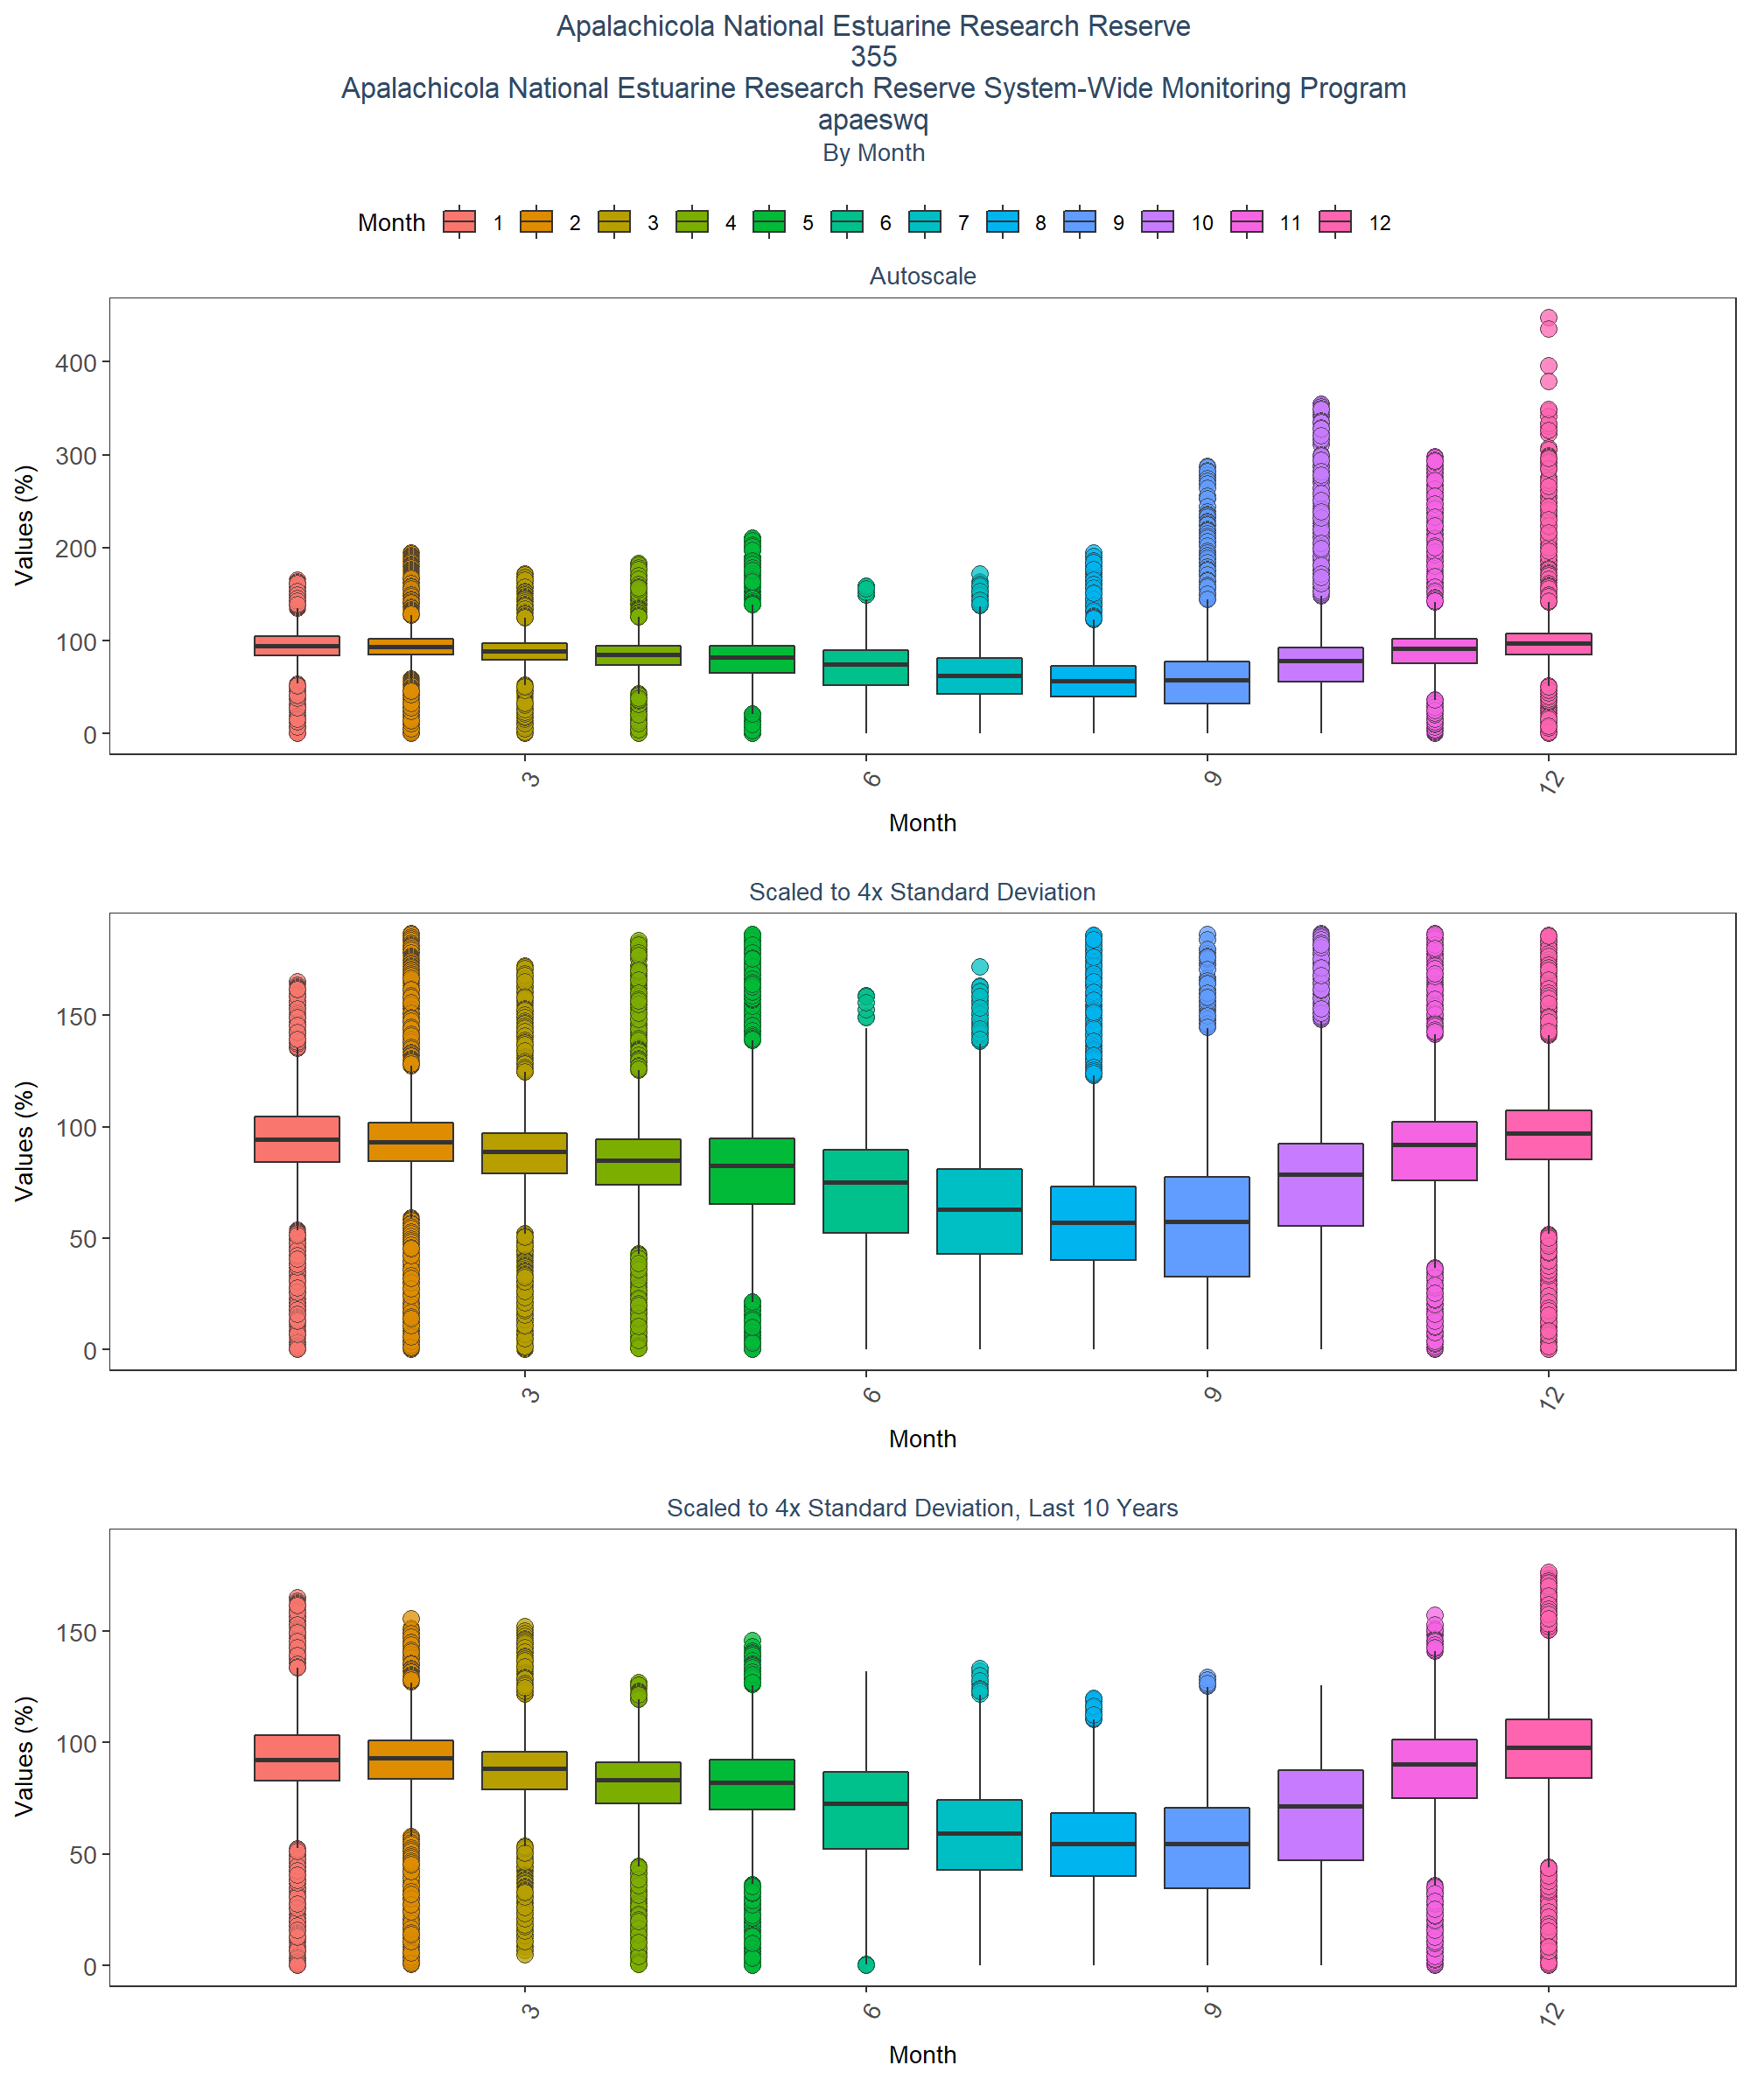 Apalachicola National Estuarine Research Reserve
355
Apalachicola National Estuarine Research Reserve System-Wide Monitoring Program
apaeswq
By Month
Month 1 2 3 4 5 6 7 8 9 10 11 12
Autoscale
Values (%)
400
300
200
100
0
3 6 9 12
Month
Scaled to 4x Standard Deviation
Values (%)
150
100
50
0
3 6 9 12
Month
Scaled to 4x Standard Deviation, Last 10 Years
Values (%)
150
100
50
0
3 6 9 12
Month